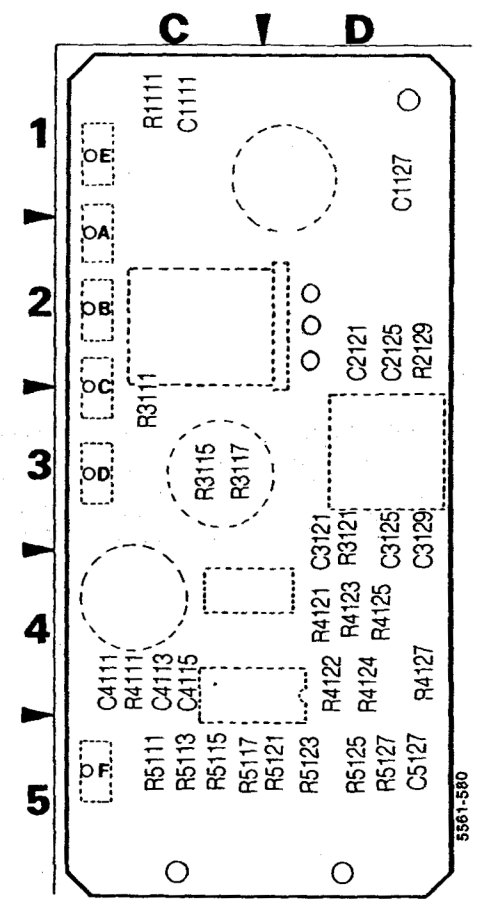 C D
1
R1111 C1111
E
C1127
A
2
B
C2121 C2125 R2129
C
R3111
3
R3115 R3117
D
C3121 R3121 C3125 C3129
R4121 R4123 R4125
4
C4111 R4111 C4113 C4115 R4122 R4124 R4127
R5111 R5113 R5115 R5117 R5121 R5123 R5125 R5127 C5127
F
5
5561-580